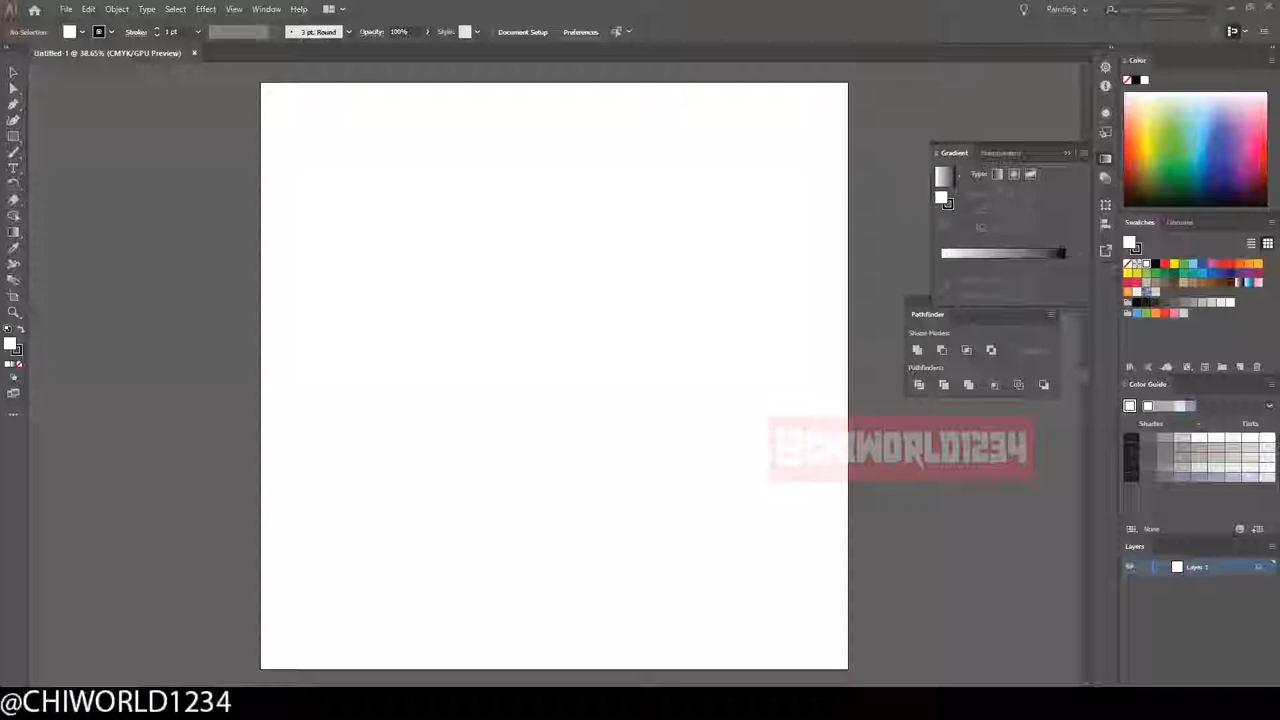 File Edit Object Type Select Effect View Window Help
Painting
No Selection Stroke: 1 pt 3 pt. Round Opacity: 100% Style: Document Setup Preferences
Untitled-1 @ 38.65% (CMYK/GPU Preview) ×
Color
Gradient Transparency
Type:
Swatches Libraries
Pathfinder
Shape Modes:
Pathfinders:
Color Guide
Shades Tints
CHIWORLD1234
None
Layers
Layer 1
@CHIWORLD1234